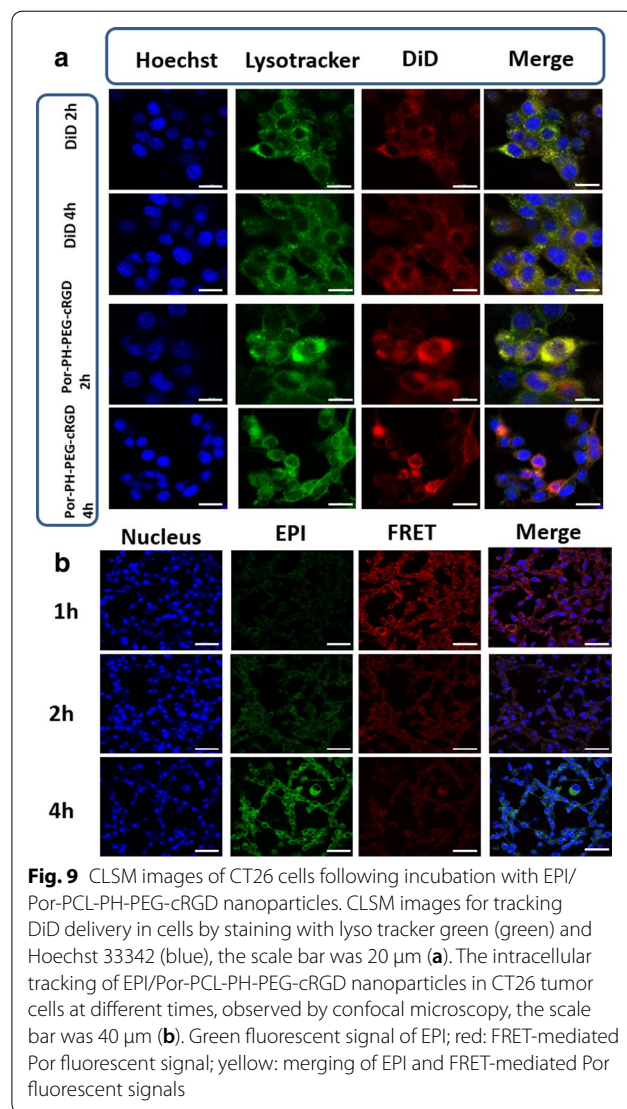 a
Hoechst Lysotracker DiD Merge
DiD 2h
DiD 4h
Por-PH-PEG-cRGD
2h
Por-PH-PEG-cRGD
4h
b
Nucleus EPI FRET Merge
1h
2h
4h
Fig. 9 CLSM images of CT26 cells following incubation with EPI/
Por-PCL-PH-PEG-cRGD nanoparticles. CLSM images for tracking
DiD delivery in cells by staining with lyso tracker green (green) and
Hoechst 33342 (blue), the scale bar was 20 μm (a). The intracellular
tracking of EPI/Por-PCL-PH-PEG-cRGD nanoparticles in CT26 tumor
cells at different times, observed by confocal microscopy, the scale
bar was 40 μm (b). Green fluorescent signal of EPI; red: FRET-mediated
Por fluorescent signal; yellow: merging of EPI and FRET-mediated Por
fluorescent signals